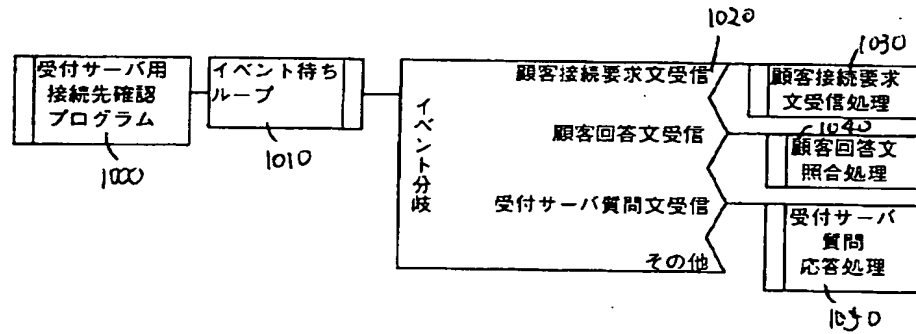 1020
1030
受付サーバ用
接続先確認
プログラム
1000
イベント待ち
ループ
1010
イベント分岐
顧客接続要求文受信
顧客回答文受信
受付サーバ質問文受信
その他
顧客接続要求
文受信処理
1040
顧客回答文
照合処理
受付サーバ
質問
応答処理
1050